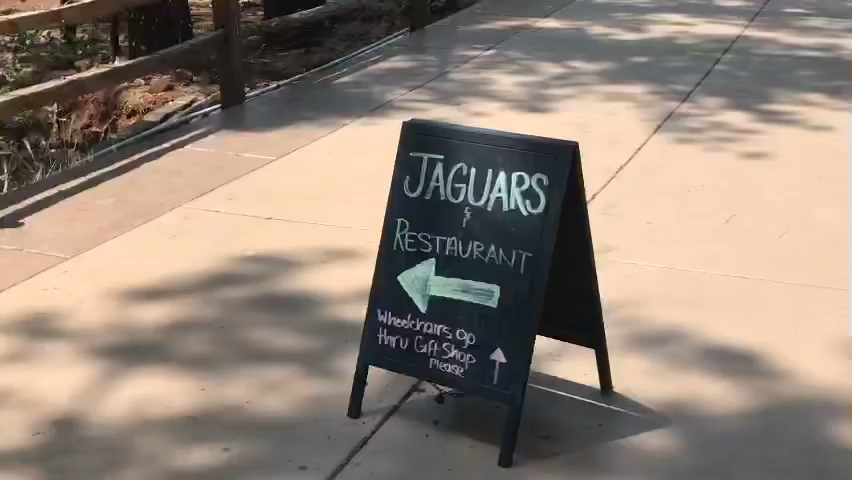 JAGUARS
&
RESTAURANT
Wheelchairs go
thru Gift Shop
Please